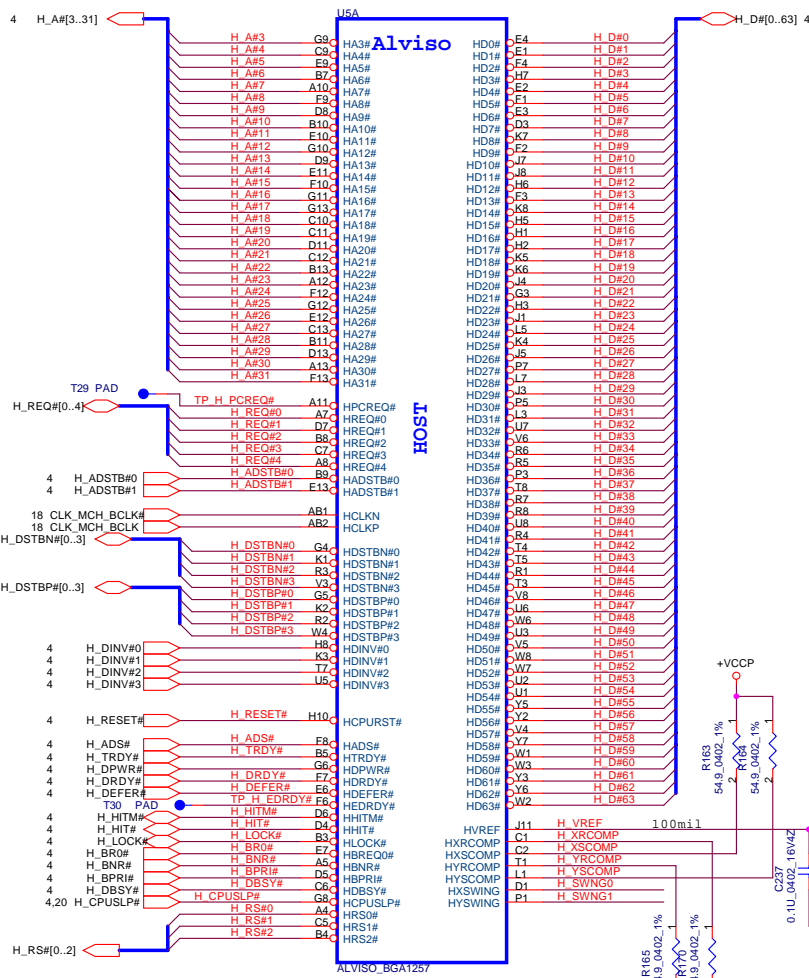 U5A
Alviso
HOST
4 H_A#[3..31]
H_A#3 G9 HA3#
H_A#4 C9 HA4#
H_A#5 E9 HA5#
H_A#6 B7 HA6#
H_A#7 A10 HA7#
H_A#8 F9 HA8#
H_A#9 D8 HA9#
H_A#10 B10 HA10#
H_A#11 E10 HA11#
H_A#12 G10 HA12#
H_A#13 D9 HA13#
H_A#14 E11 HA14#
H_A#15 F10 HA15#
H_A#16 G11 HA16#
H_A#17 G13 HA17#
H_A#18 C10 HA18#
H_A#19 C11 HA19#
H_A#20 D11 HA20#
H_A#21 C12 HA21#
H_A#22 B13 HA22#
H_A#23 A12 HA23#
H_A#24 F12 HA24#
H_A#25 G12 HA25#
H_A#26 E12 HA26#
H_A#27 C13 HA27#
H_A#28 B11 HA28#
H_A#29 D13 HA29#
H_A#30 A13 HA30#
H_A#31 F13 HA31#
T29 PAD
TP_H_PCREQ# A11 HPCREQ#
H_REQ#[0..4]
H_REQ#0 A7 HREQ#0
H_REQ#1 D7 HREQ#1
H_REQ#2 B8 HREQ#2
H_REQ#3 C7 HREQ#3
H_REQ#4 A8 HREQ#4
4 H_ADSTB#0 H_ADSTB#0 B9 HADSTB#0
4 H_ADSTB#1 H_ADSTB#1 E13 HADSTB#1
18 CLK_MCH_BCLK# AB1 HCLKN
18 CLK_MCH_BCLK AB2 HCLKP
H_DSTBN#[0..3]
H_DSTBN#0 G4 HDSTBN#0
H_DSTBN#1 K1 HDSTBN#1
H_DSTBN#2 R3 HDSTBN#2
H_DSTBN#3 V3 HDSTBN#3
H_DSTBP#[0..3]
H_DSTBP#0 G5 HDSTBP#0
H_DSTBP#1 K2 HDSTBP#1
H_DSTBP#2 R2 HDSTBP#2
H_DSTBP#3 W4 HDSTBP#3
4 H_DINV#0 H8 HDINV#0
4 H_DINV#1 K3 HDINV#1
4 H_DINV#2 T7 HDINV#2
4 H_DINV#3 U5 HDINV#3
4 H_RESET# H_RESET# H10 HCPURST#
4 H_ADS# H_ADS# F8 HADS#
4 H_TRDY# H_TRDY# B5 HTRDY#
4 H_DPWR# G6 HDPWR#
4 H_DRDY# H_DRDY# F7 HDRDY#
4 H_DEFER# H_DEFER# E6 HDEFER#
T30 PAD TP_H_EDRDY# F6 HEDRDY#
4 H_HITM# H_HITM# D6 HHITM#
4 H_HIT# H_HIT# D4 HHIT#
4 H_LOCK# H_LOCK# B3 HLOCK#
4 H_BR0# H_BR0# E7 HBREQ0#
4 H_BNR# H_BNR# A5 HBNR#
4 H_BPRI# H_BPRI# D5 HBPRI#
4 H_DBSY# H_DBSY# C6 HDBSY#
4,20 H_CPUSLP# H_CPUSLP# G8 HCPUSLP#
H_RS#[0..2]
H_RS#0 A4 HRS0#
H_RS#1 C5 HRS1#
H_RS#2 B4 HRS2#
ALVISO_BGA1257
H_D#[0..63] 4
HD0# E4 H_D#0
HD1# E1 H_D#1
HD2# F4 H_D#2
HD3# H7 H_D#3
HD4# E2 H_D#4
HD5# F1 H_D#5
HD6# E3 H_D#6
HD7# D3 H_D#7
HD8# K7 H_D#8
HD9# F2 H_D#9
HD10# J7 H_D#10
HD11# J8 H_D#11
HD12# H6 H_D#12
HD13# F3 H_D#13
HD14# K8 H_D#14
HD15# H5 H_D#15
HD16# H1 H_D#16
HD17# H2 H_D#17
HD18# K5 H_D#18
HD19# K6 H_D#19
HD20# J4 H_D#20
HD21# G3 H_D#21
HD22# H3 H_D#22
HD23# J1 H_D#23
HD24# L5 H_D#24
HD25# K4 H_D#25
HD26# J5 H_D#26
HD27# P7 H_D#27
HD28# L7 H_D#28
HD29# J3 H_D#29
HD30# P5 H_D#30
HD31# L3 H_D#31
HD32# U7 H_D#32
HD33# V6 H_D#33
HD34# R6 H_D#34
HD35# R5 H_D#35
HD36# P3 H_D#36
HD37# T8 H_D#37
HD38# R7 H_D#38
HD39# R8 H_D#39
HD40# U8 H_D#40
HD41# R4 H_D#41
HD42# T4 H_D#42
HD43# T5 H_D#43
HD44# R1 H_D#44
HD45# T3 H_D#45
HD46# V8 H_D#46
HD47# U6 H_D#47
HD48# W6 H_D#48
HD49# U3 H_D#49
HD50# V5 H_D#50
HD51# W8 H_D#51
HD52# W7 H_D#52
HD53# U2 H_D#53
HD54# U1 H_D#54
HD55# Y5 H_D#55
HD56# Y2 H_D#56
HD57# V4 H_D#57
HD58# Y7 H_D#58
HD59# W1 H_D#59
HD60# W3 H_D#60
HD61# Y3 H_D#61
HD62# Y6 H_D#62
HD63# W2 H_D#63
HVREF J11 H_VREF 100mil
HXRCOMP C1 H_XRCOMP
HXSCOMP C2 H_XSCOMP
HYRCOMP T1 H_YRCOMP
HYSCOMP L1 H_YSCOMP
HXSWING D1 H_SWNG0
HYSWING P1 H_SWNG1
+VCCP
R163
54.9_0402_1%
1
2
R164
54.9_0402_1%
1
2
C237
0.1U_0402_16V4Z
R165
4.9_0402_1%
1
R170
4.9_0402_1%
1